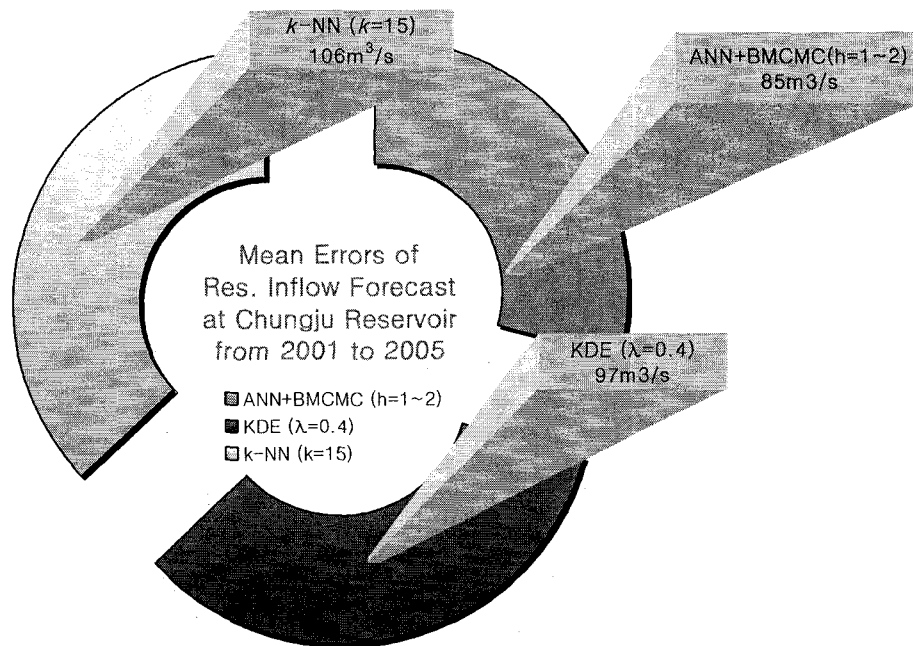 k-NN (k=15)
106m³/s
ANN+BMCMC(h=1~2)
85m3/s
Mean Errors of
Res. Inflow Forecast
at Chungju Reservoir
from 2001 to 2005
ANN+BMCMC (h=1~2)
KDE (λ=0.4)
k-NN (k=15)
KDE (λ=0.4)
97m3/s